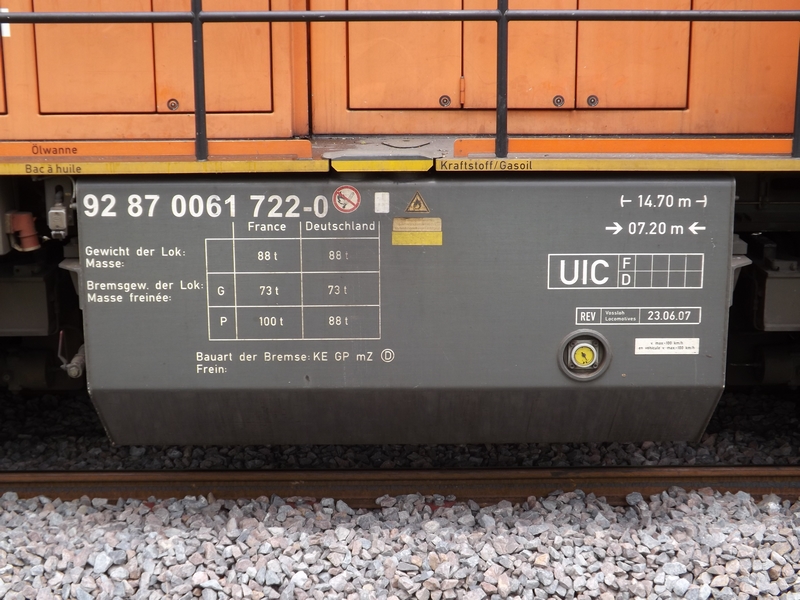 Ölwanne
Bac à huile
Kraftstoff/Gasoil
92 87 0061 722-0
France Deutschland
Gewicht der Lok:
Masse:
88 t 88 t
Bremsgew. der Lok:
Masse freinée:
G 73 t 73 t
P 100 t 88 t
Bauart der Bremse: KE GP mZ D
Frein:
14.70 m
07.20 m
UIC F
D
REV Vossloh
Locomotives 23.06.07